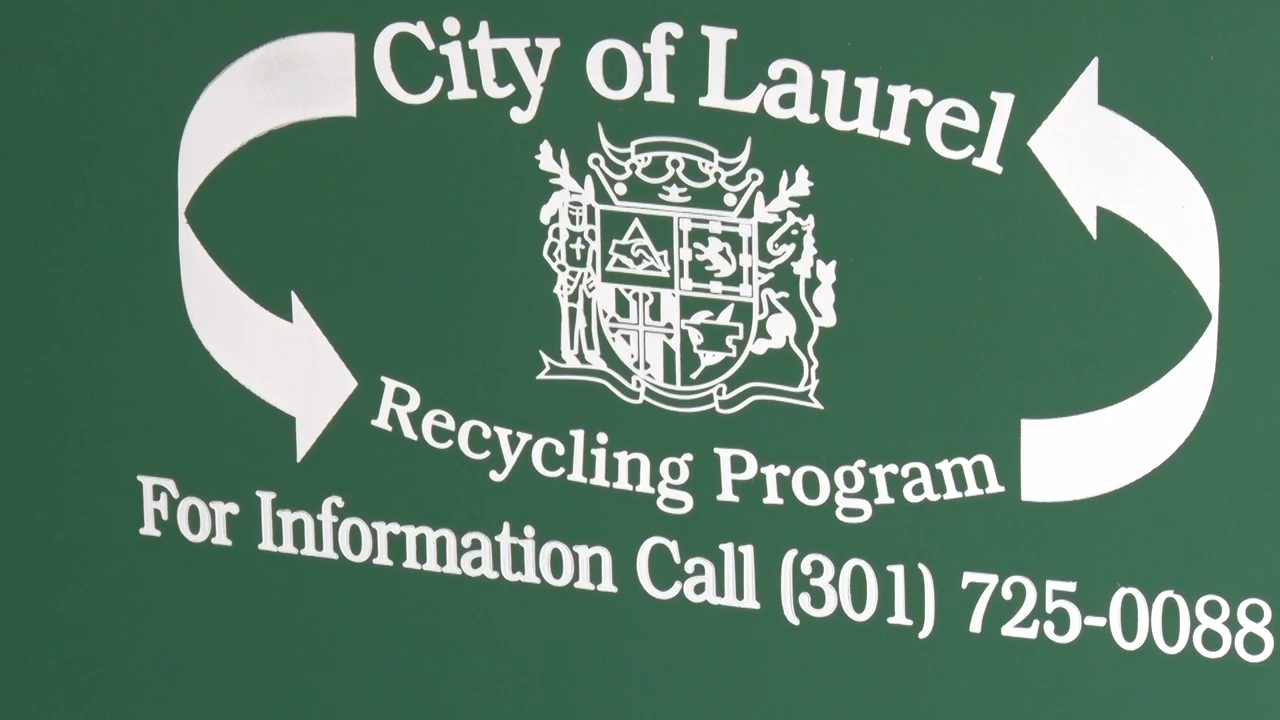 City of Laurel
Recycling Program
For Information Call (301) 725-0088